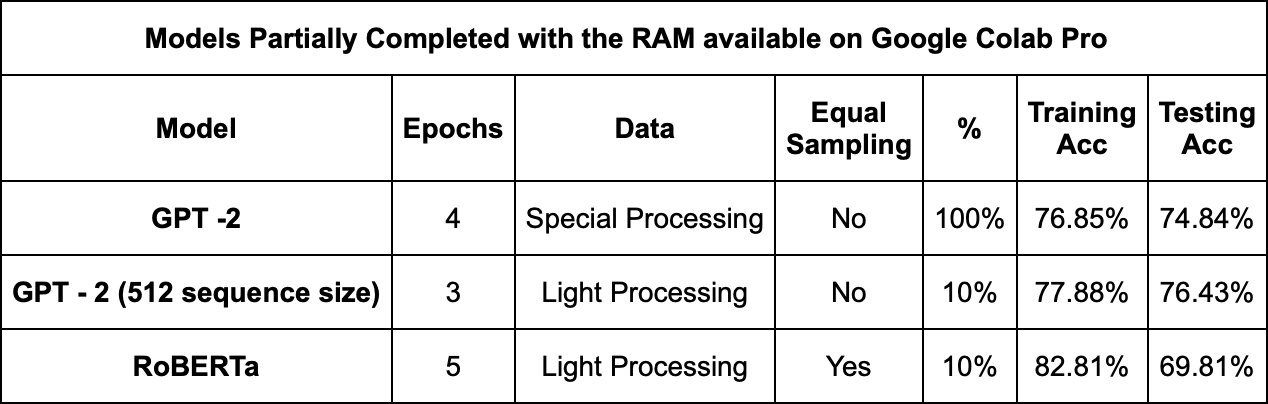 Models Partially Completed with the RAM available on Google Colab Pro
Model Epochs Data Equal Sampling % Training Acc Testing Acc
GPT -2 4 Special Processing No 100% 76.85% 74.84%
GPT - 2 (512 sequence size) 3 Light Processing No 10% 77.88% 76.43%
RoBERTa 5 Light Processing Yes 10% 82.81% 69.81%